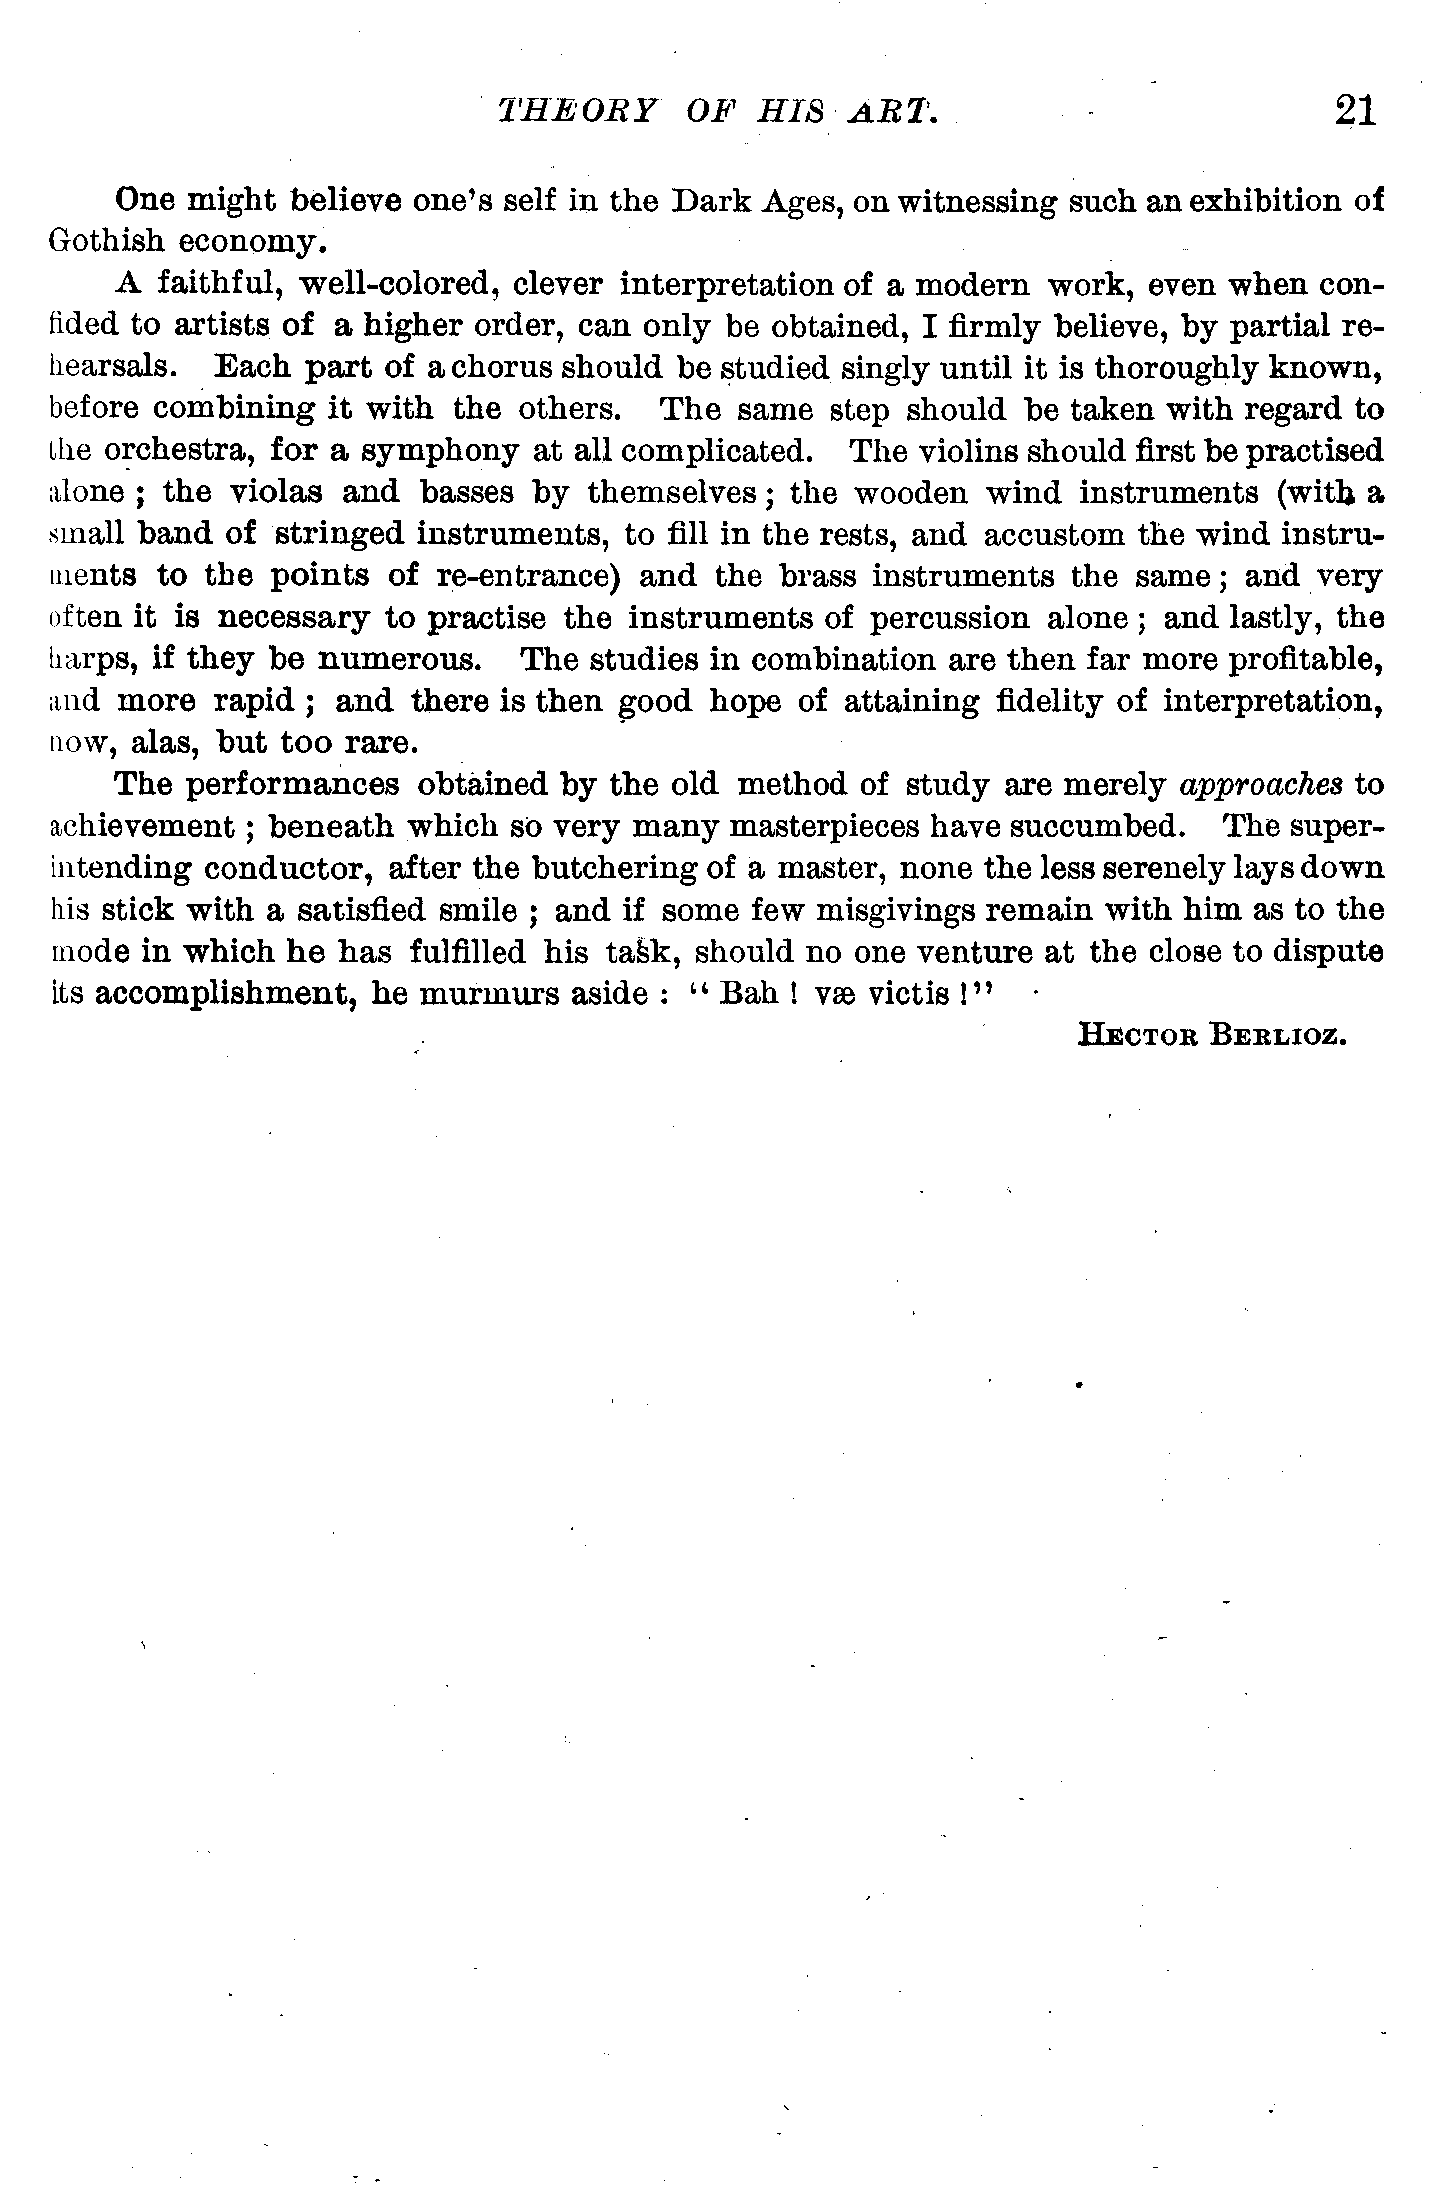 THEORY OF HIS ART. 21
One might believe one's self in the Dark Ages, on witnessing such an exhibition of
Gothish economy.
A faithful, well-colored, clever interpretation of a modern work, even when con-
fided to artists of a higher order, can only be obtained, I firmly believe, by partial re-
hearsals. Each part of a chorus should be studied singly until it is thoroughly known,
before combining it with the others. The same step should be taken with regard to
the orchestra, for a symphony at all complicated. The violins should first be practised
alone ; the violas and basses by themselves ; the wooden wind instruments (with a
small band of stringed instruments, to fill in the rests, and accustom the wind instru-
ments to the points of re-entrance) and the brass instruments the same ; and very
often it is necessary to practise the instruments of percussion alone ; and lastly, the
harps, if they be numerous. The studies in combination are then far more profitable,
and more rapid ; and there is then good hope of attaining fidelity of interpretation,
now, alas, but too rare.
The performances obtained by the old method of study are merely approaches to
achievement ; beneath which so very many masterpieces have succumbed. The super-
intending conductor, after the butchering of a master, none the less serenely lays down
his stick with a satisfied smile ; and if some few misgivings remain with him as to the
mode in which he has fulfilled his task, should no one venture at the close to dispute
its accomplishment, he murmurs aside : “ Bah ! væ victis !”
HECTOR BERLIOZ.